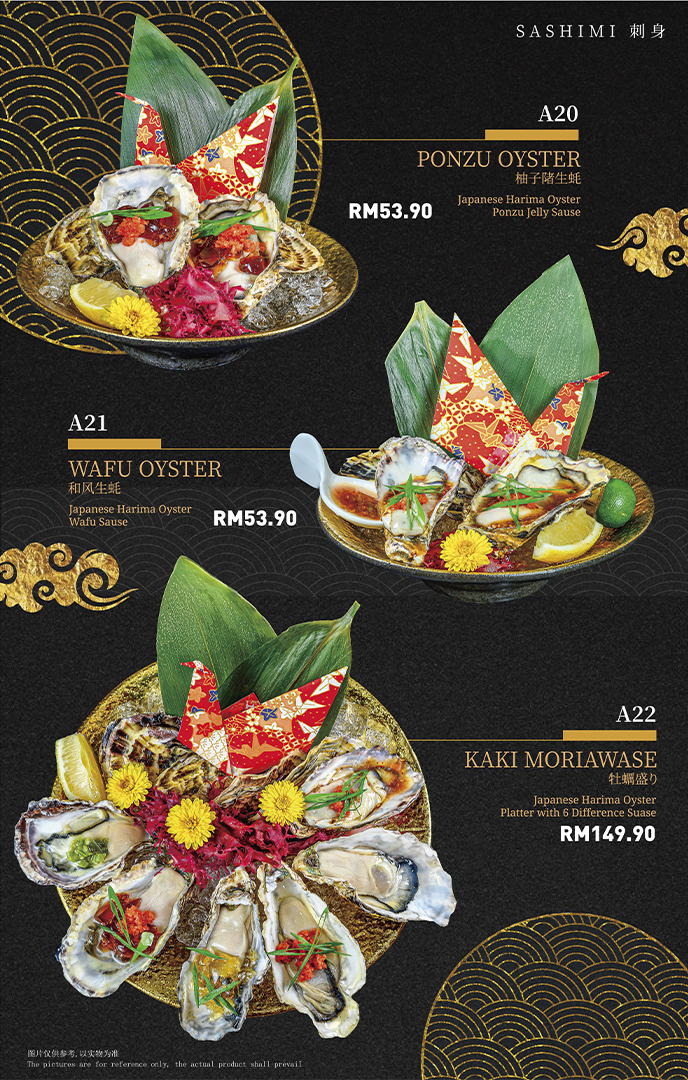 SASHIMI 刺身
A20
PONZU OYSTER
柚子啫生蚝
Japanese Harima Oyster
Ponzu Jelly Sause
RM53.90
A21
WAFU OYSTER
和风生蚝
Japanese Harima Oyster
Wafu Sause
RM53.90
A22
KAKI MORIAWASE
牡蠣盛り
Japanese Harima Oyster
Platter with 6 Difference Suase
RM149.90
图片仅供参考,以实物为准
The pictures are for reference only, the actual product shall prevail